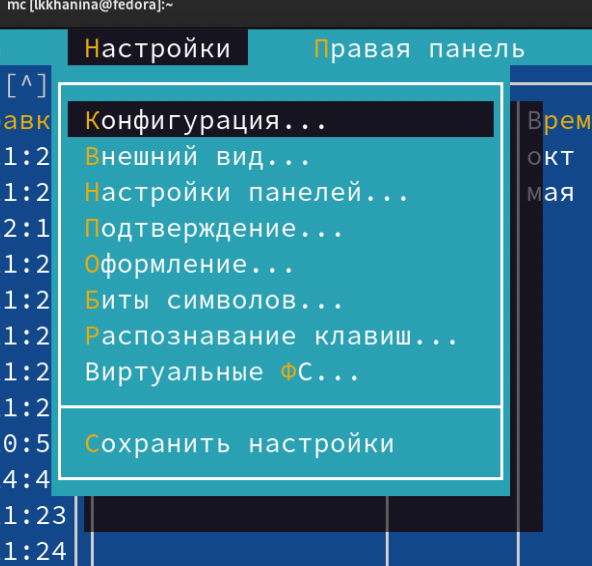 mc [lkkhanina@fedora]:~
Настройки Правая панель
[^]
авк Конфигурация... Врем
1:2 Внешний вид... окт
1:2 Настройки панелей... мая
2:1 Подтверждение...
1:2 Оформление...
1:2 Биты символов...
1:2 Распознавание клавиш...
1:2 Виртуальные ФС...
1:2
0:5 Сохранить настройки
4:4
1:23
1:24